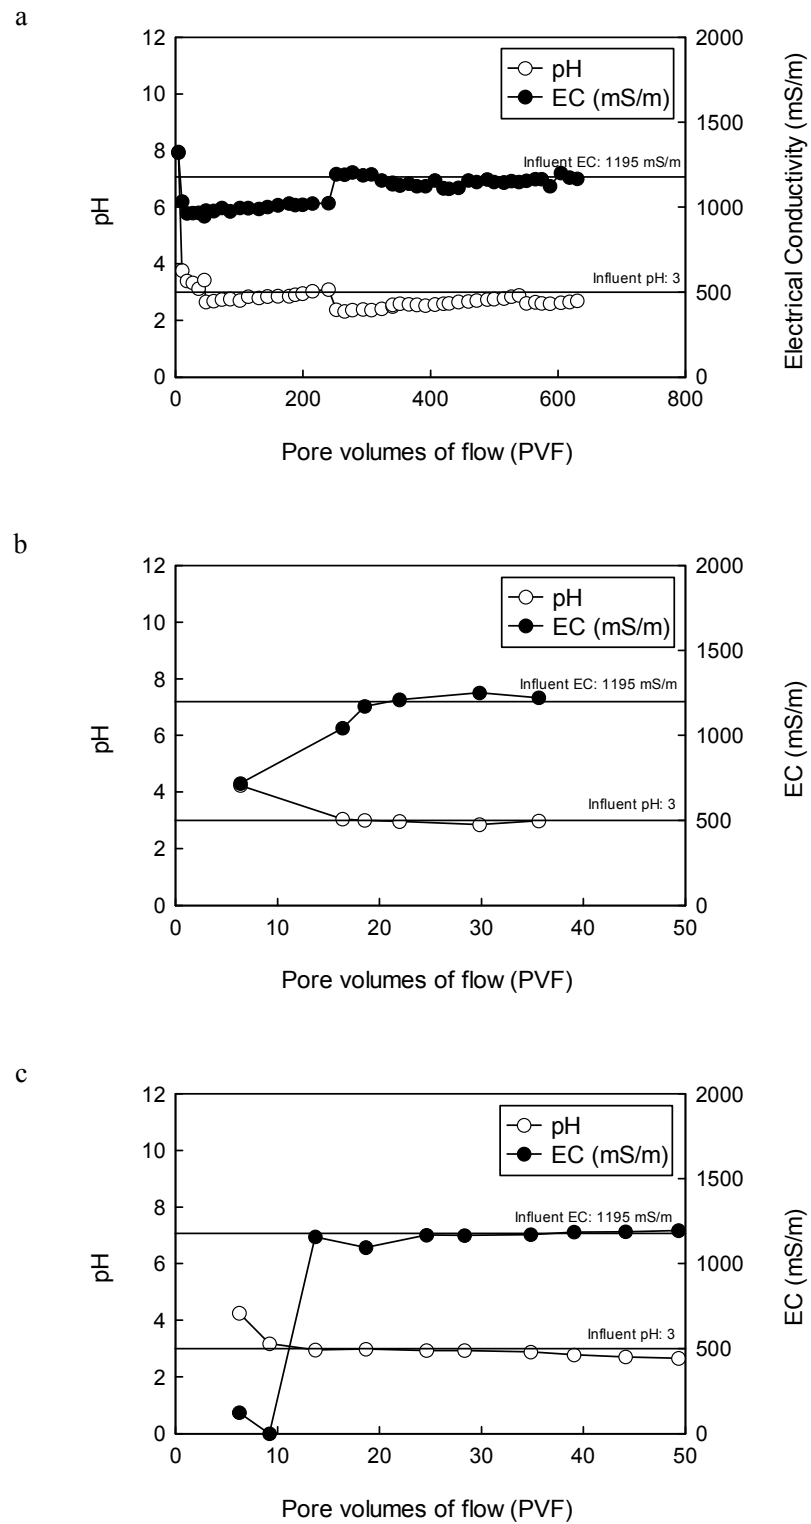 a
12
10
8
6
4
2
0
pH
pH
EC (mS/m)
Influent EC: 1195 mS/m
Influent pH: 3
2000
1500
1000
500
0
Electrical Conductivity (mS/m)
0 200 400 600 800
Pore volumes of flow (PVF)
b
12
10
8
6
4
2
0
pH
pH
EC (mS/m)
Influent EC: 1195 mS/m
Influent pH: 3
2000
1500
1000
500
0
EC (mS/m)
0 10 20 30 40 50
Pore volumes of flow (PVF)
c
12
10
8
6
4
2
0
pH
pH
EC (mS/m)
Influent EC: 1195 mS/m
Influent pH: 3
2000
1500
1000
500
0
EC (mS/m)
0 10 20 30 40 50
Pore volumes of flow (PVF)